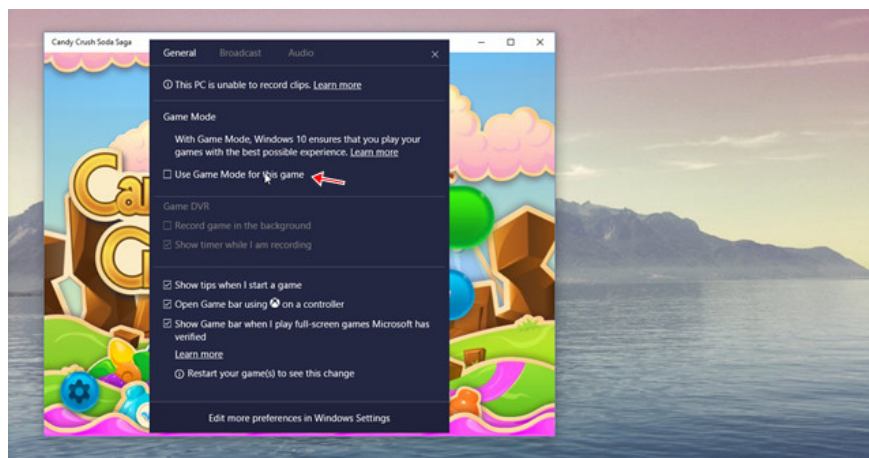 Candy Crush Soda Saga
General Broadcast Audio
This PC is unable to record clips. Learn more
Game Mode
With Game Mode, Windows 10 ensures that you play your
games with the best possible experience. Learn more
Use Game Mode for this game
Game DVR
Record game in the background
Show timer while I am recording
Show tips when I start a game
Open Game bar using on a controller
Show Game bar when I play full-screen games Microsoft has
verified
Learn more
Restart your game(s) to see this change
Edit more preferences in Windows Settings